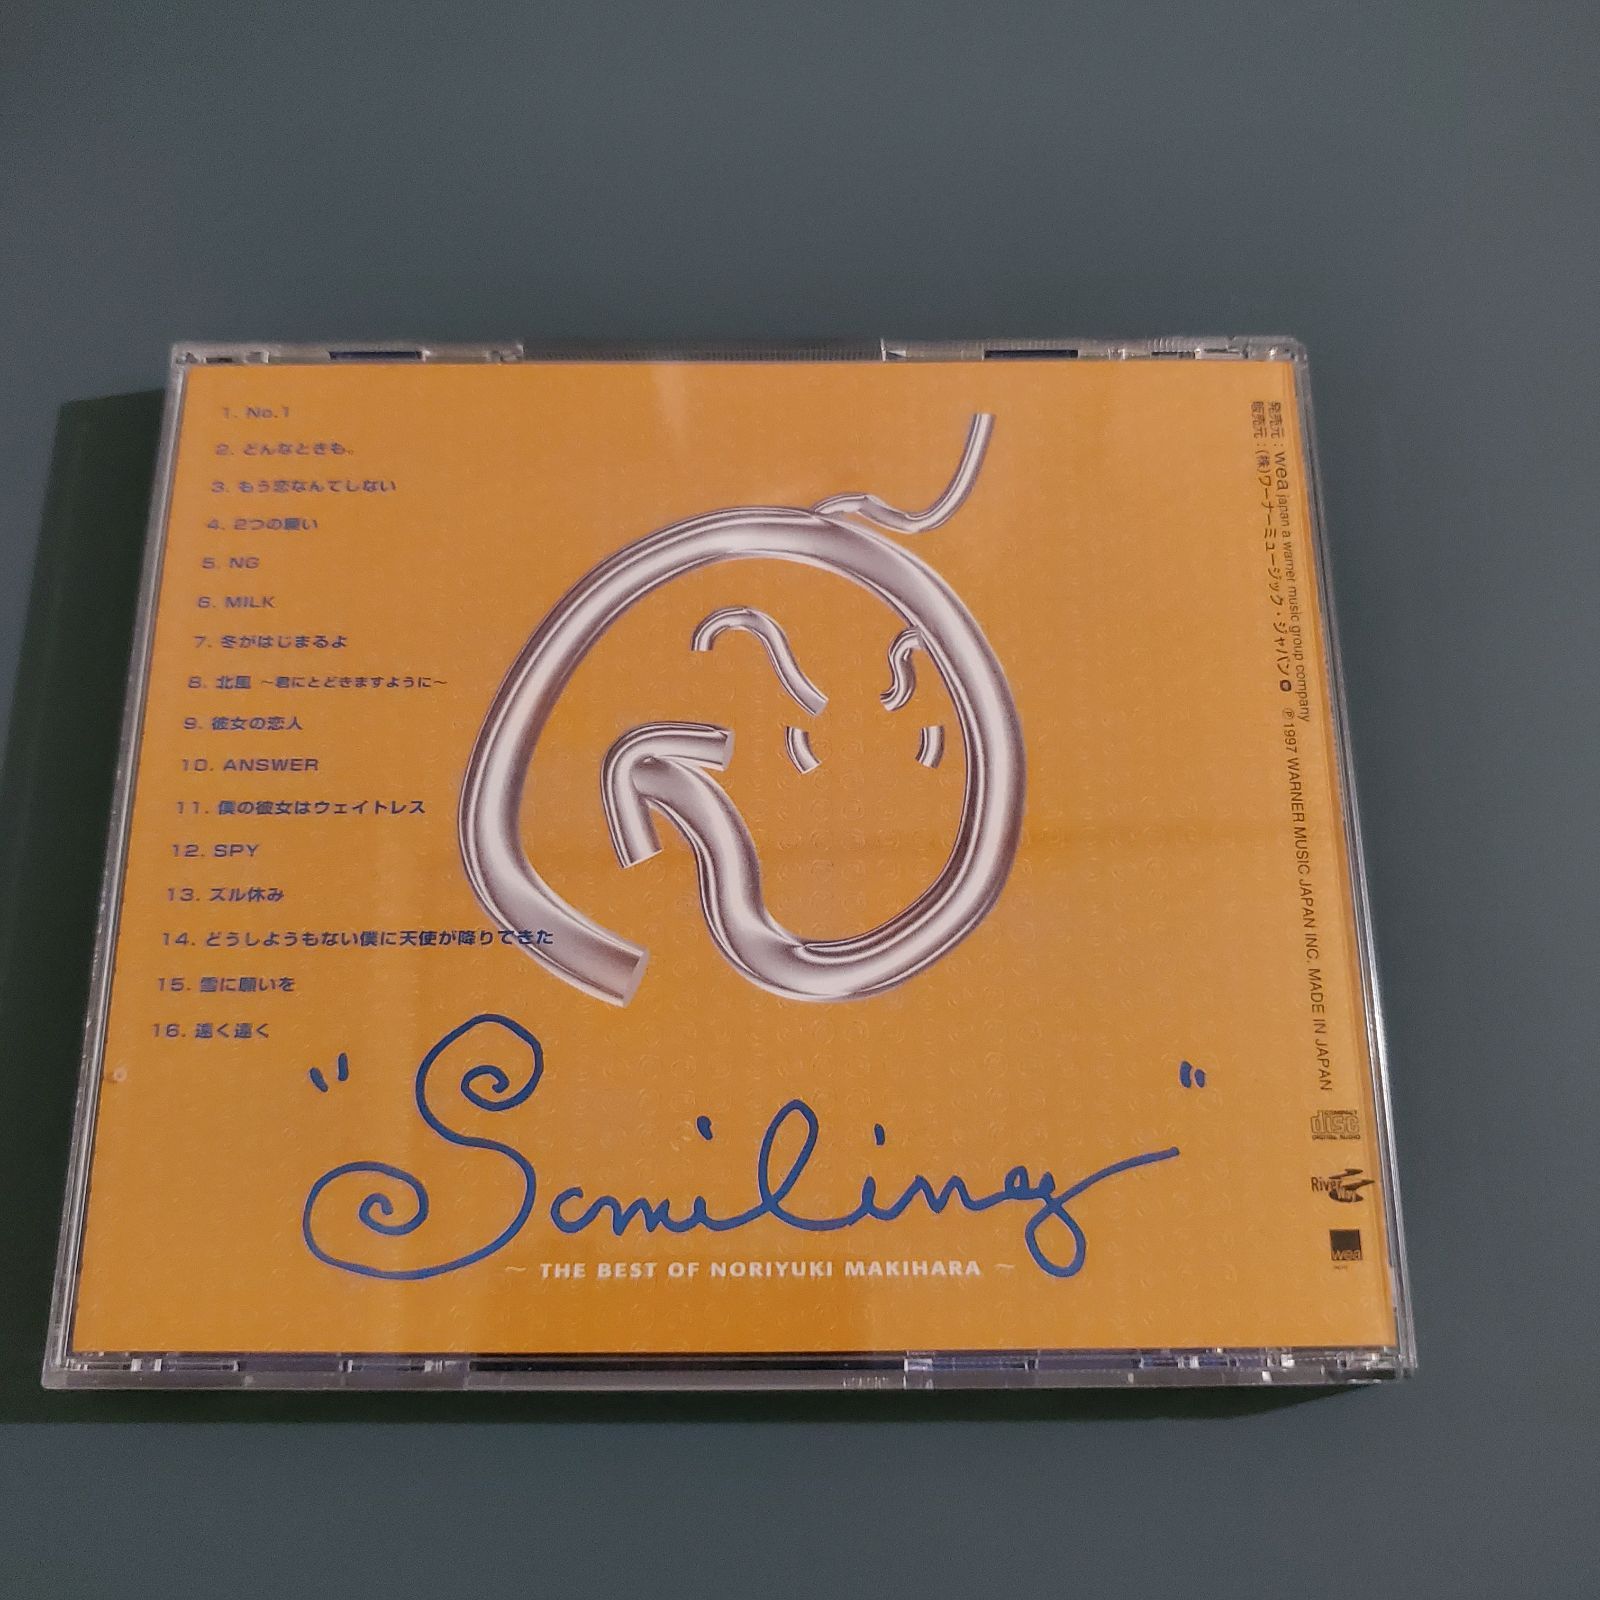 1. No.1
2. どんなときも。
3. もう恋なんてしない
4. 2つの願い
5. NG
6. MILK
7. 冬がはじまるよ
8. 北風 ～君にとどきますように～
9. 彼女の恋人
10. ANSWER
11. 僕の彼女はウェイトレス
12. SPY
13. ズル休み
14. どうしようもない僕に天使が降りてきた
15. 雪に願いを
16. 遠く遠く
"Smiling"
～ THE BEST OF NORIYUKI MAKIHARA ～
発売元：wea japan a warner music group company
販売元：(株)ワーナーミュージック・ジャパン ℗1997 WARNER MUSIC JAPAN INC. MADE IN JAPAN
COMPACT
disc
DIGITAL AUDIO
River Way
wea